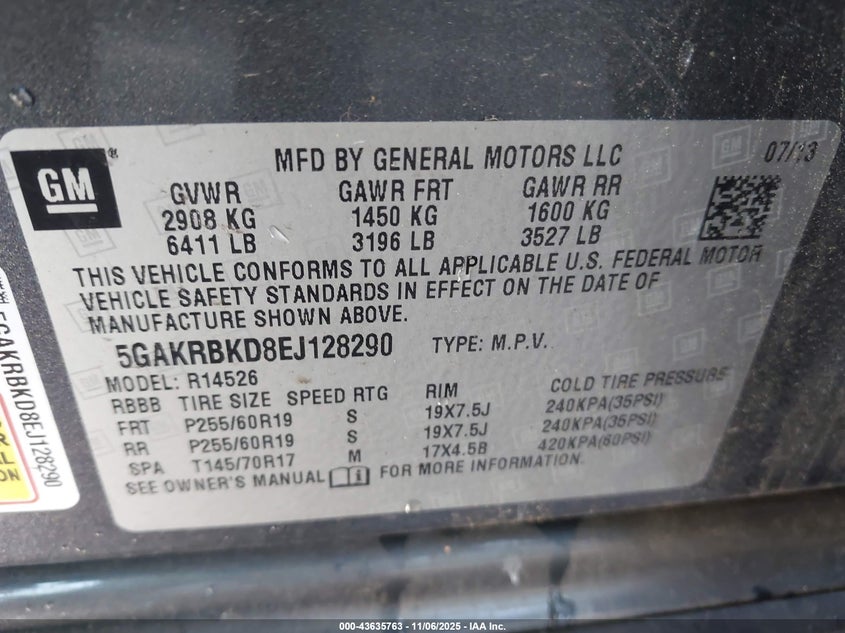 GM ®
MFD BY GENERAL MOTORS LLC 07/13
GVWR GAWR FRT GAWR RR
2908 KG 1450 KG 1600 KG
6411 LB 3196 LB 3527 LB
THIS VEHICLE CONFORMS TO ALL APPLICABLE U.S. FEDERAL MOTOR
VEHICLE SAFETY STANDARDS IN EFFECT ON THE DATE OF
MANUFACTURE SHOWN ABOVE.
5GAKRBKD8EJ128290 TYPE: M.P.V.
MODEL: R14526
RBBB TIRE SIZE SPEED RTG RIM COLD TIRE PRESSURE
FRT P255/60R19 S 19X7.5J 240KPA(35PSI)
RR P255/60R19 S 19X7.5J 240KPA(35PSI)
SPA T145/70R17 M 17X4.5B 420KPA(60PSI)
SEE OWNER'S MANUAL FOR MORE INFORMATION.
5GAKRBKD8EJ128290
000-43635763 - 11/06/2025 - IAA Inc.